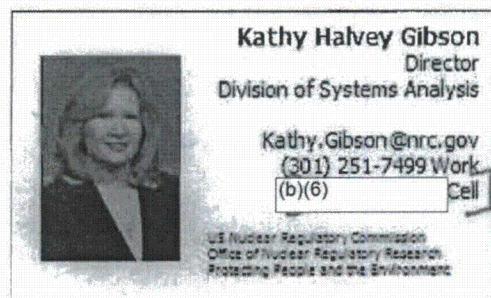 Kathy Halvey Gibson
Director
Division of Systems Analysis
Kathy.Gibson@nrc.gov
(301) 251-7499 Work
(b)(6) Cell
US Nuclear Regulatory Commission
Office of Nuclear Regulatory Research
Protecting People and the Environment